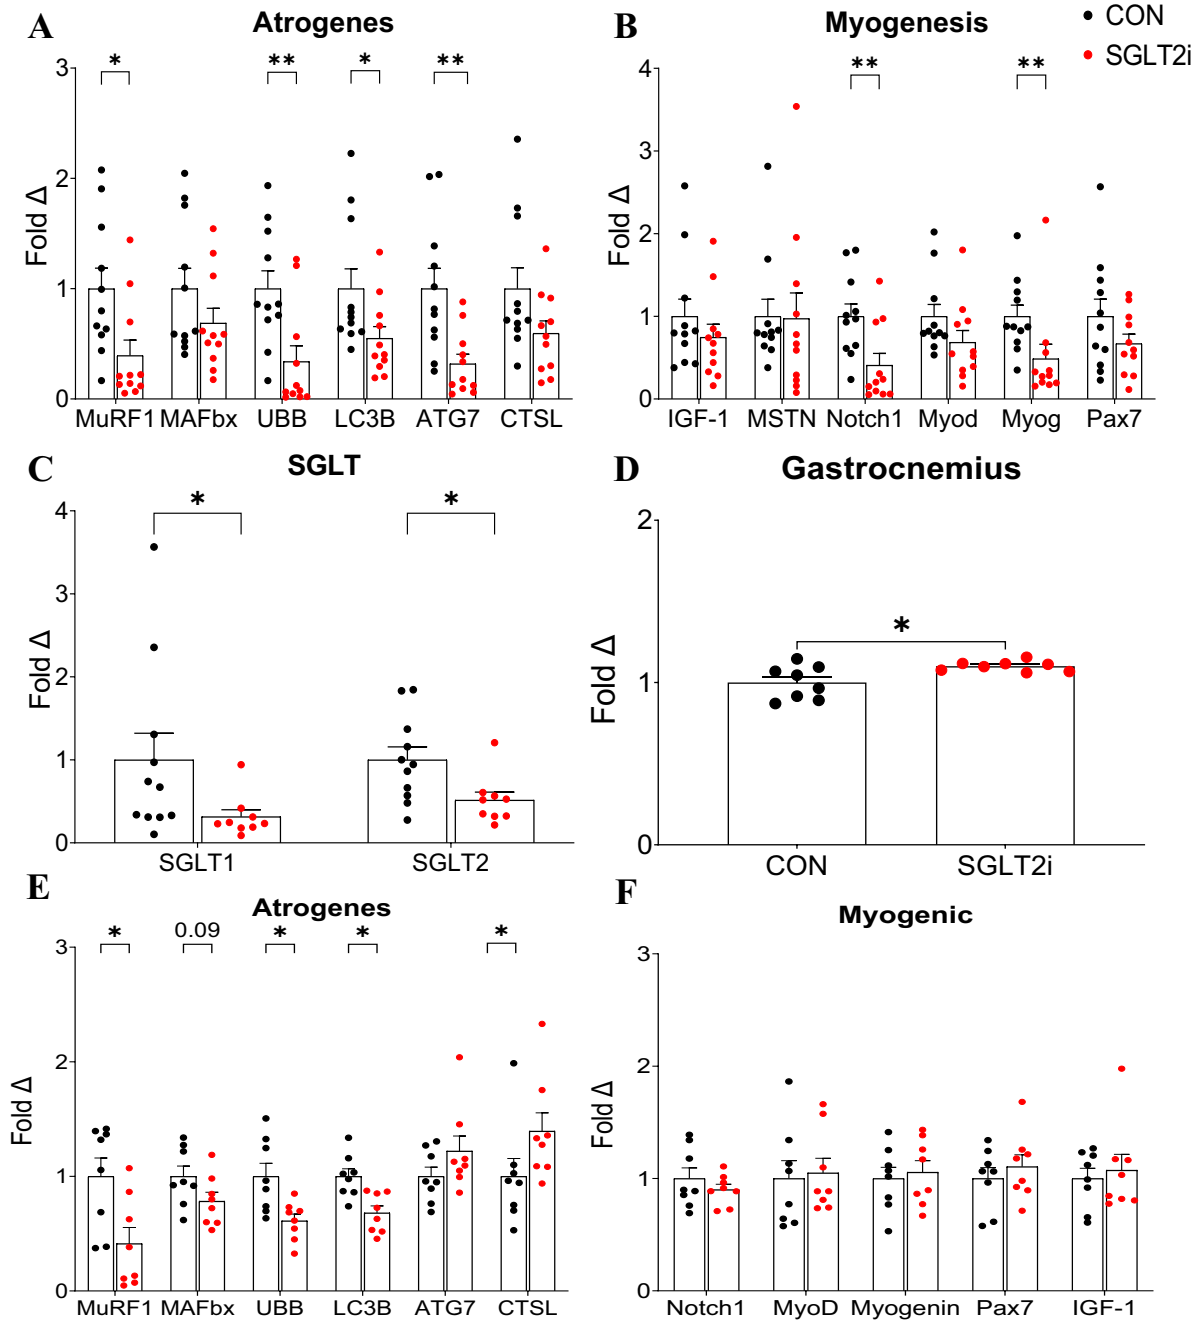 A
Atrogenes
Fold Δ
3
2
1
0
*
**
*
**
MuRF1 MAFbx UBB LC3B ATG7 CTSL
B
Myogenesis
CON
SGLT2i
Fold Δ
4
3
2
1
0
**
**
IGF-1 MSTN Notch1 Myod Myog Pax7
C
SGLT
Fold Δ
4
3
2
1
0
*
*
SGLT1 SGLT2
D
Gastrocnemius
Fold Δ
2
1
0
*
CON SGLT2i
E
Atrogenes
Fold Δ
3
2
1
0
*
0.09
*
*
*
MuRF1 MAFbx UBB LC3B ATG7 CTSL
F
Myogenic
Fold Δ
3
2
1
0
Notch1 MyoD Myogenin Pax7 IGF-1